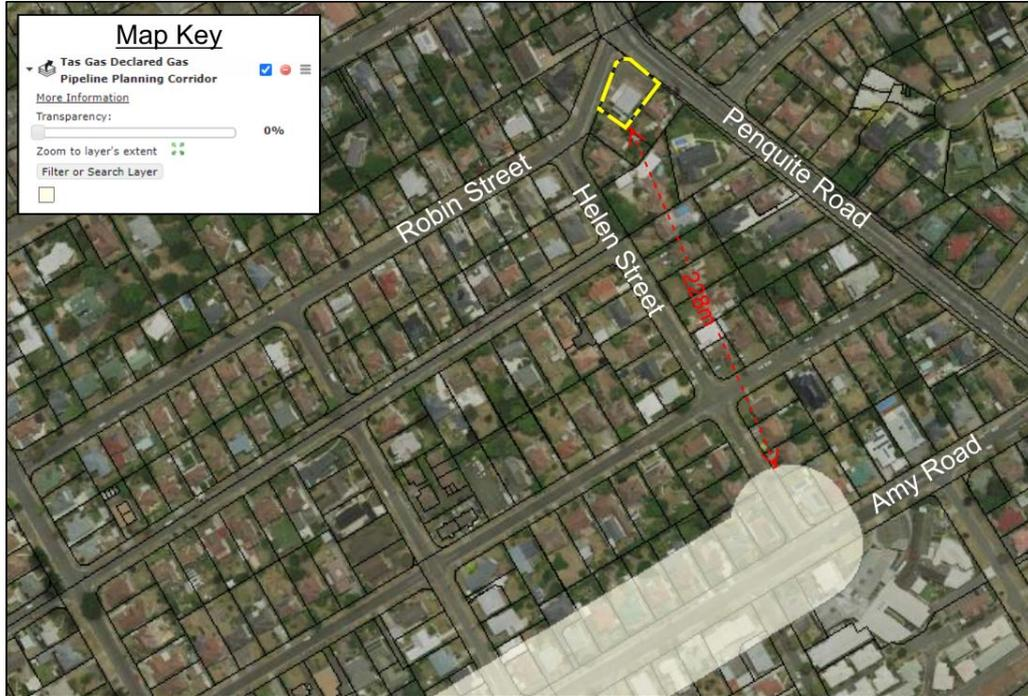 Map Key
Tas Gas Declared Gas
Pipeline Planning Corridor
More Information
Transparency:
0%
Zoom to layer's extent
Filter or Search Layer
Penquite Road
Robin Street
Helen Street
228m
Amy Road